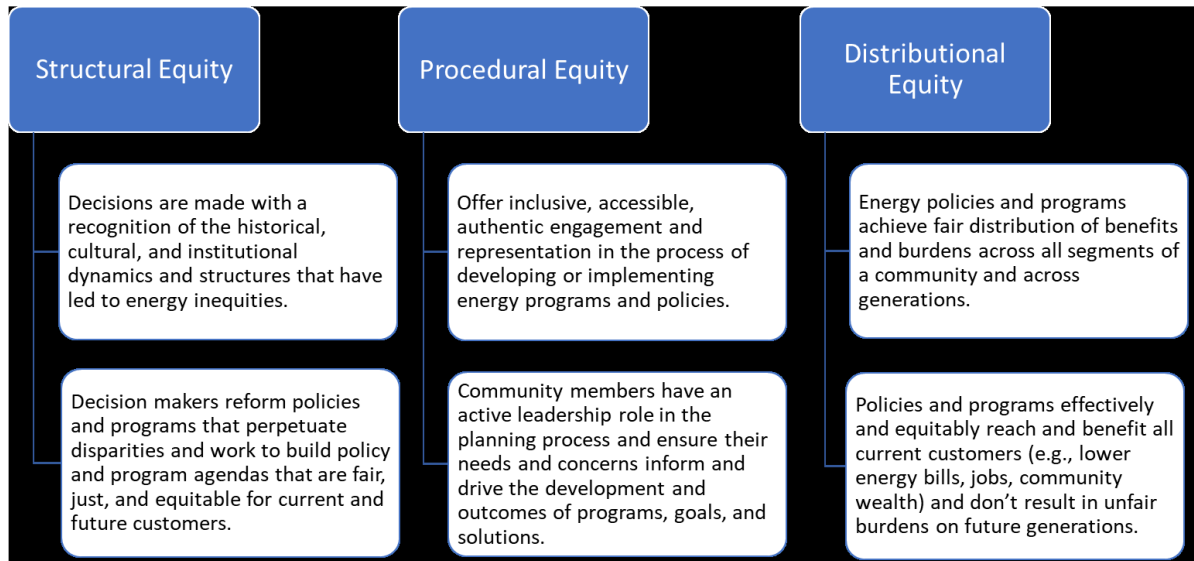 Structural Equity
Decisions are made with a
recognition of the historical,
cultural, and institutional
dynamics and structures that have
led to energy inequities.
Decision makers reform policies
and programs that perpetuate
disparities and work to build policy
and program agendas that are fair,
just, and equitable for current and
future customers.
Procedural Equity
Offer inclusive, accessible,
authentic engagement and
representation in the process of
developing or implementing
energy programs and policies.
Community members have an
active leadership role in the
planning process and ensure their
needs and concerns inform and
drive the development and
outcomes of programs, goals, and
solutions.
Distributional
Equity
Energy policies and programs
achieve fair distribution of benefits
and burdens across all segments of
a community and across
generations.
Policies and programs effectively
and equitably reach and benefit all
current customers (e.g., lower
energy bills, jobs, community
wealth) and don’t result in unfair
burdens on future generations.